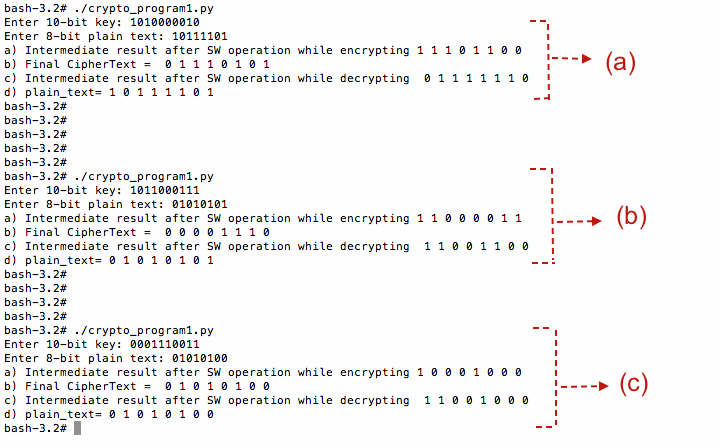 bash-3.2# ./crypto_program1.py
Enter 10-bit key: 1010000010
Enter 8-bit plain text: 10111101
a) Intermediate result after SW operation while encrypting 1 1 1 0 1 1 0 0
b) Final CipherText =  0 1 1 1 0 1 0 1
c) Intermediate result after SW operation while decrypting  0 1 1 1 1 1 1 0
d) plain_text= 1 0 1 1 1 1 0 1
(a)
bash-3.2#
bash-3.2#
bash-3.2#
bash-3.2#
bash-3.2#
bash-3.2# ./crypto_program1.py
Enter 10-bit key: 1011000111
Enter 8-bit plain text: 01010101
a) Intermediate result after SW operation while encrypting 1 1 0 0 0 0 1 1
b) Final CipherText =  0 0 0 0 1 1 1 0
c) Intermediate result after SW operation while decrypting  1 1 0 0 1 1 0 0
d) plain_text= 0 1 0 1 0 1 0 1
(b)
bash-3.2#
bash-3.2#
bash-3.2#
bash-3.2#
bash-3.2# ./crypto_program1.py
Enter 10-bit key: 0001110011
Enter 8-bit plain text: 01010100
a) Intermediate result after SW operation while encrypting 1 0 0 0 1 0 0 0
b) Final CipherText =  0 1 0 1 0 1 0 0
c) Intermediate result after SW operation while decrypting  1 1 0 0 1 0 0 0
d) plain_text= 0 1 0 1 0 1 0 0
(c)
bash-3.2#